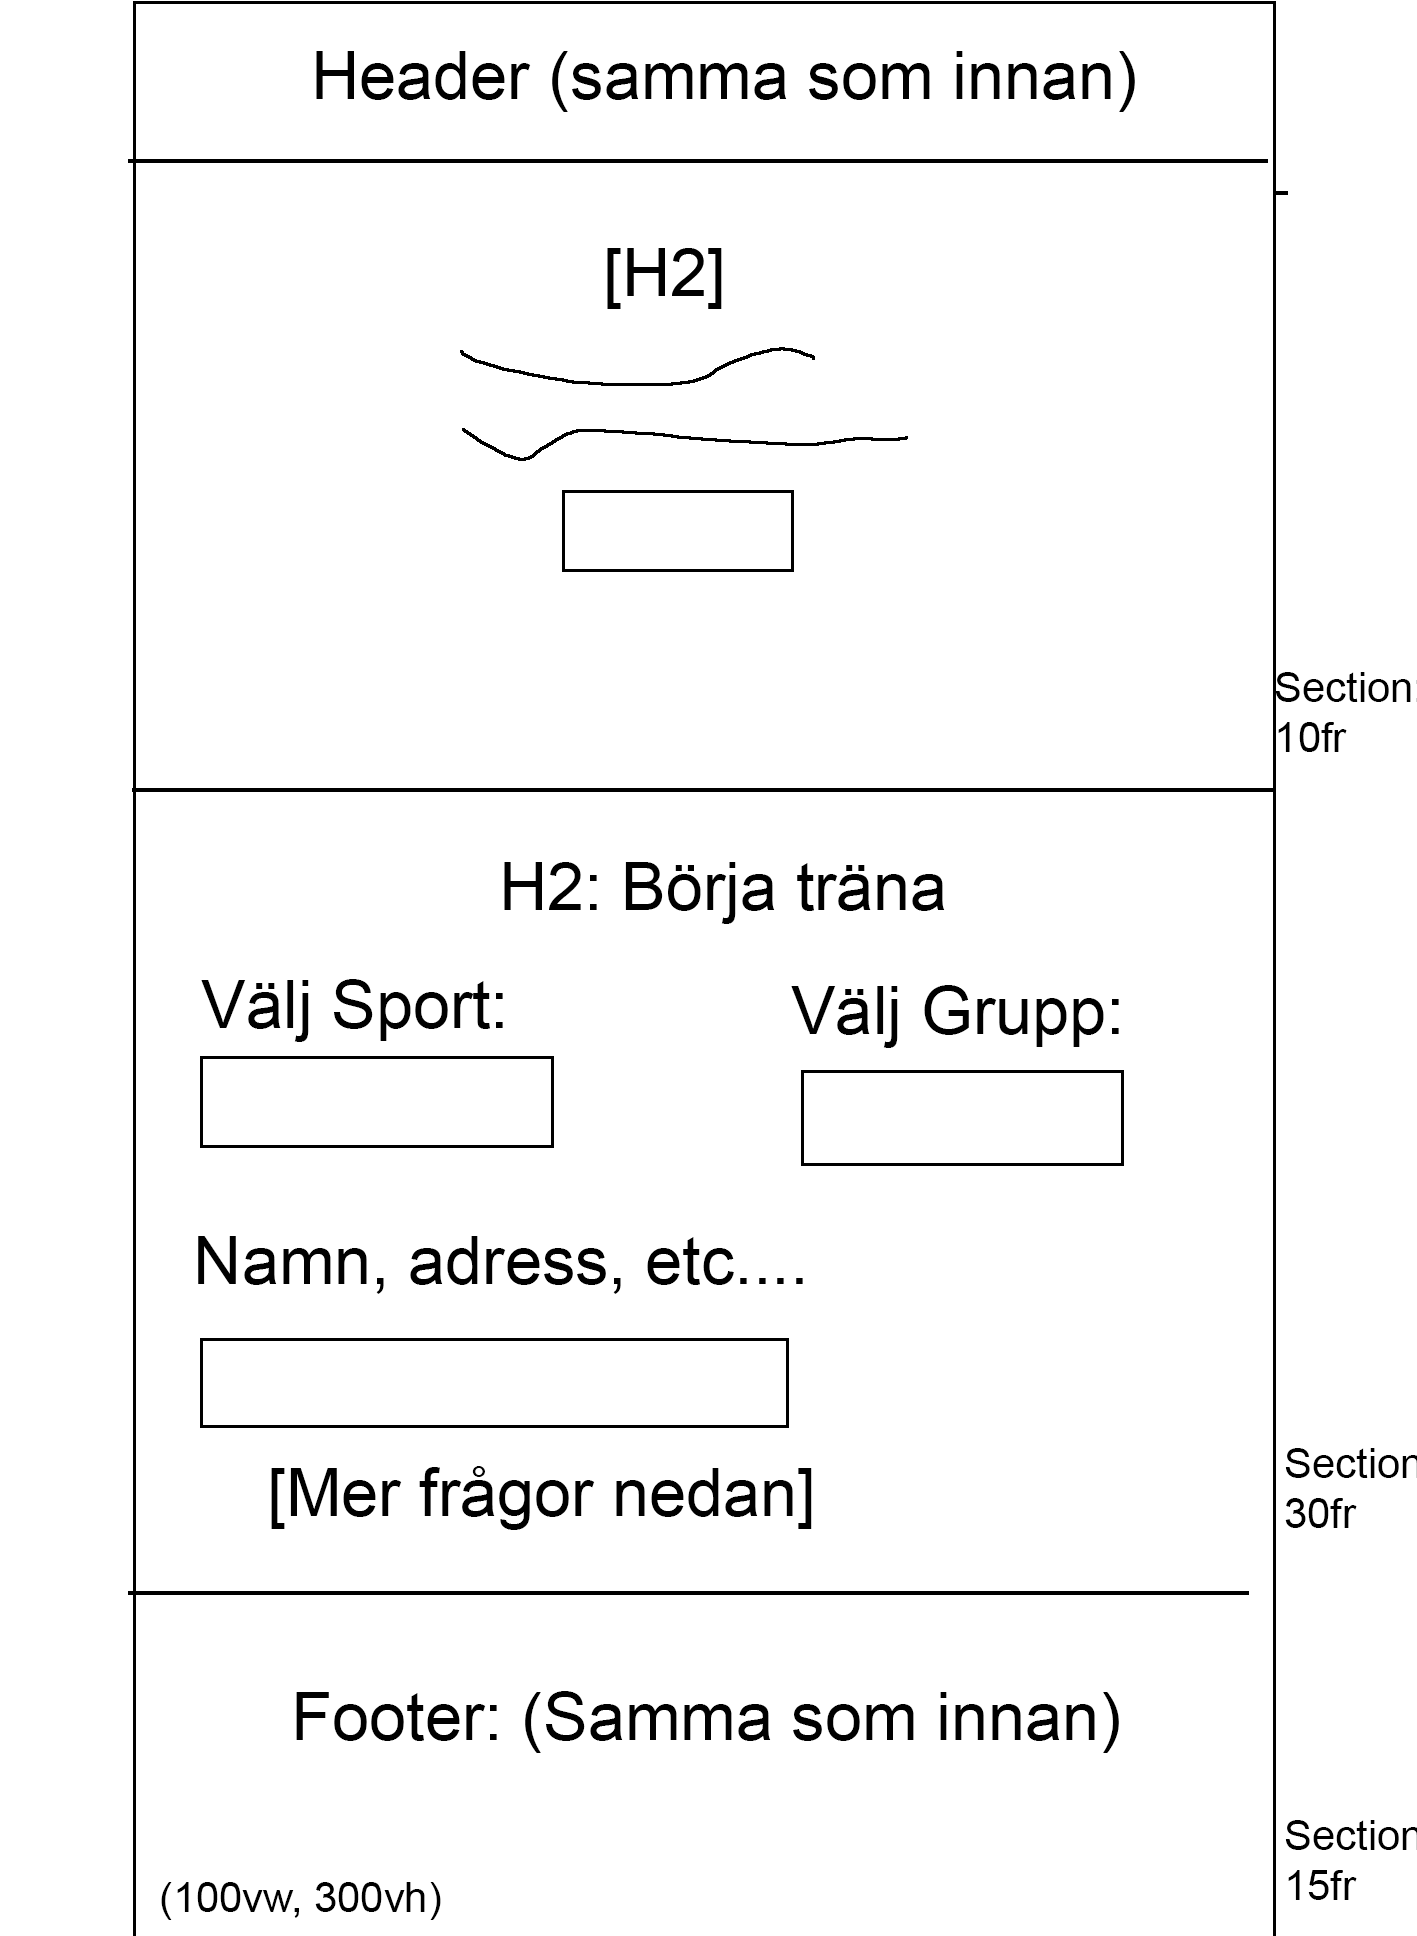 Header (samma som innan)
[H2]
Section:
10fr
H2: Börja träna
Välj Sport:
Välj Grupp:
Namn, adress, etc....
[Mer frågor nedan]
Section
30fr
Footer: (Samma som innan)
Section
15fr
(100vw, 300vh)